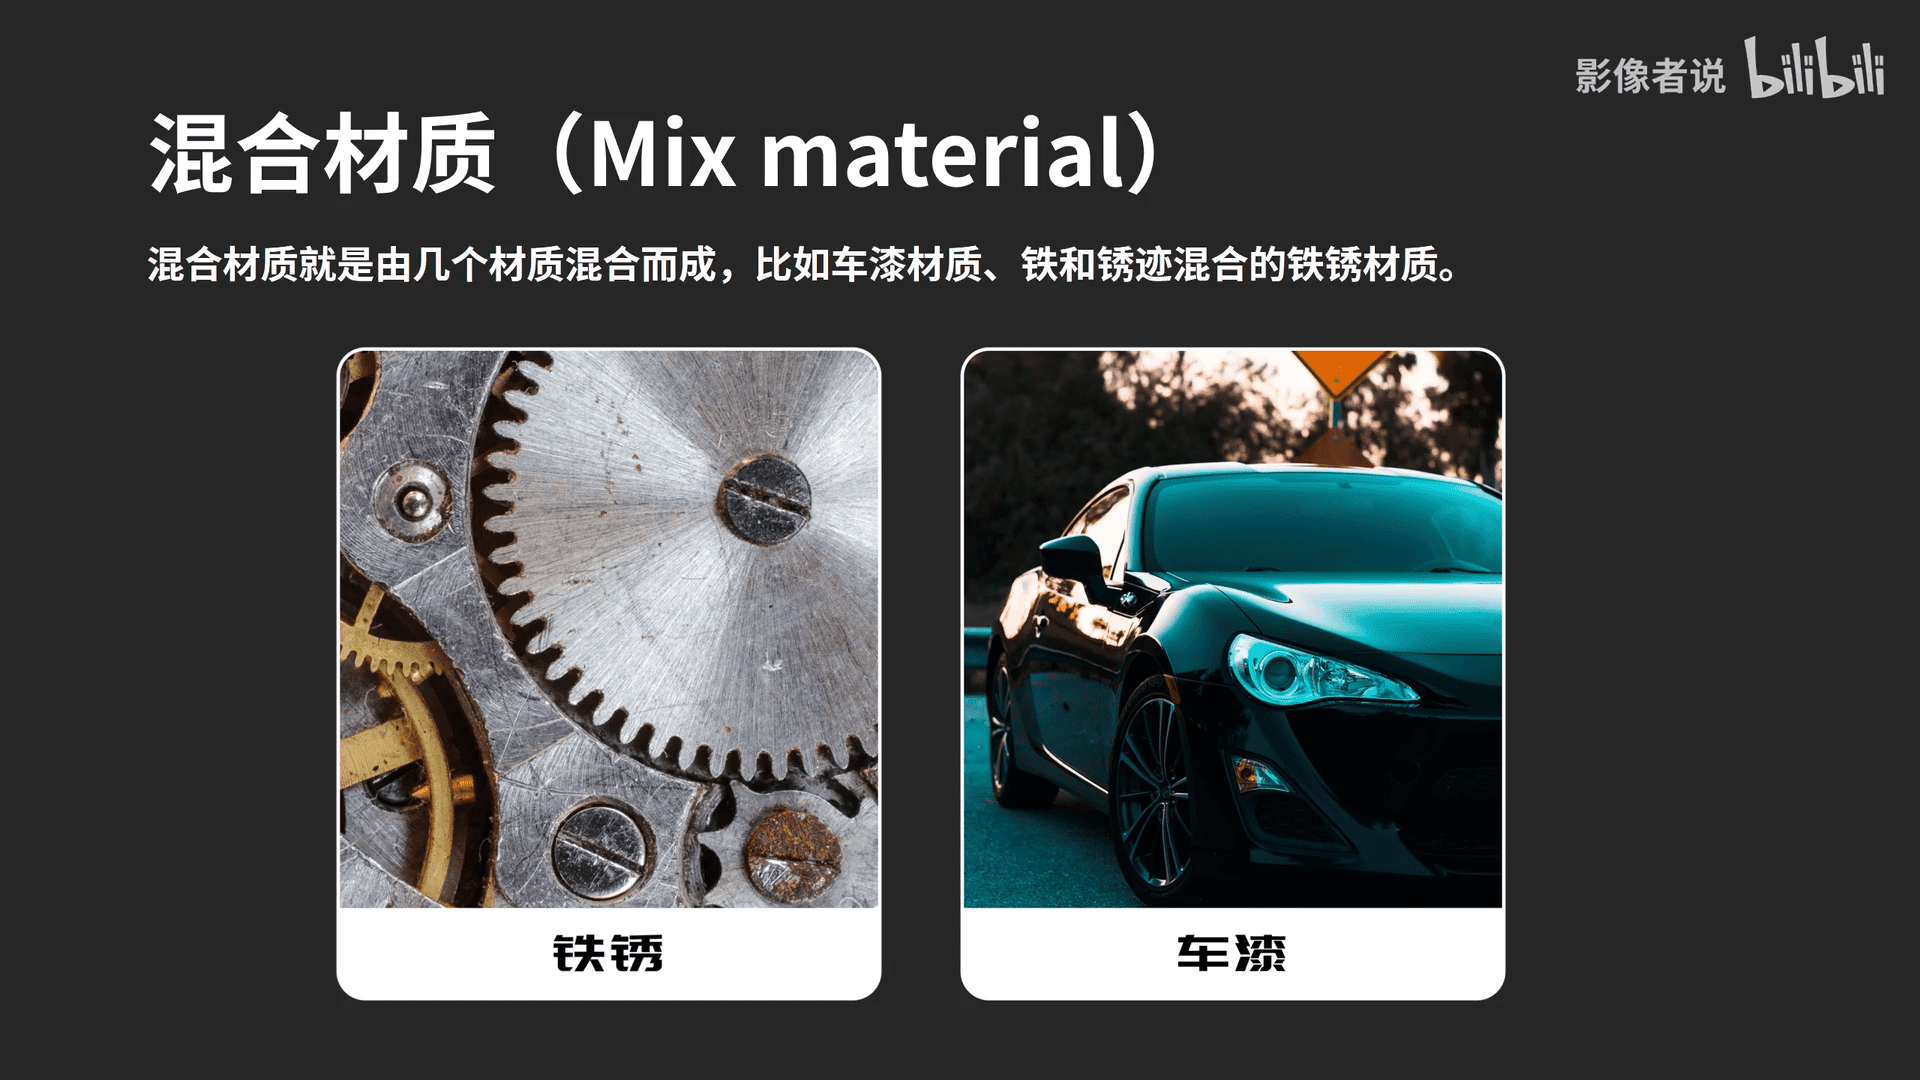 影像者说 bilibili
混合材质（Mix material）
混合材质就是由几个材质混合而成，比如车漆材质、铁和锈迹混合的铁锈材质。
铁锈
车漆